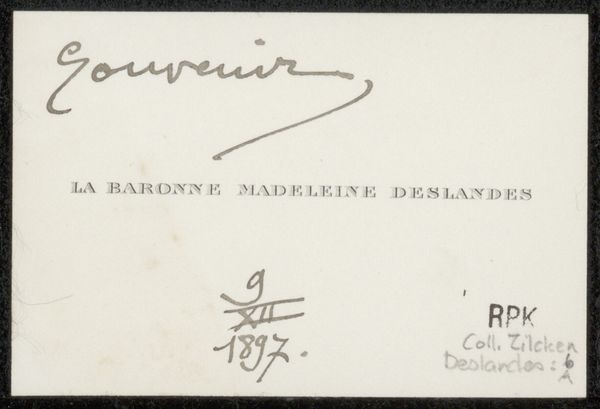 Souvenir
LA BARONNE MADELEINE DESLANDES
9
XII
1897.
RPK
Coll. Zilcken
Deslandes: 6
A